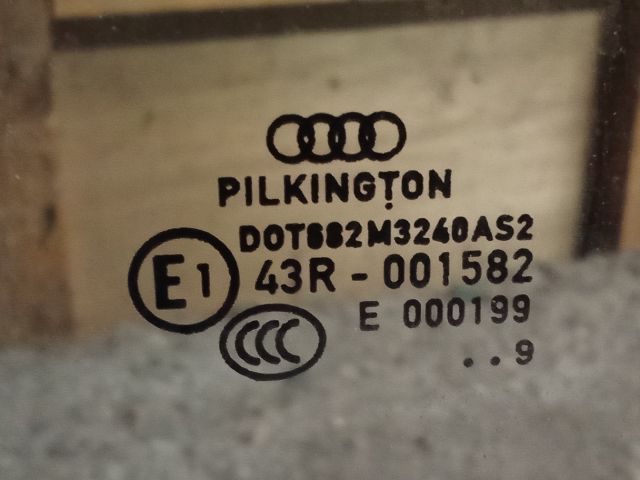 PILKINGTON
DOT682M3240AS2
E1 43R - 001582
CCC E 000199
. . 9